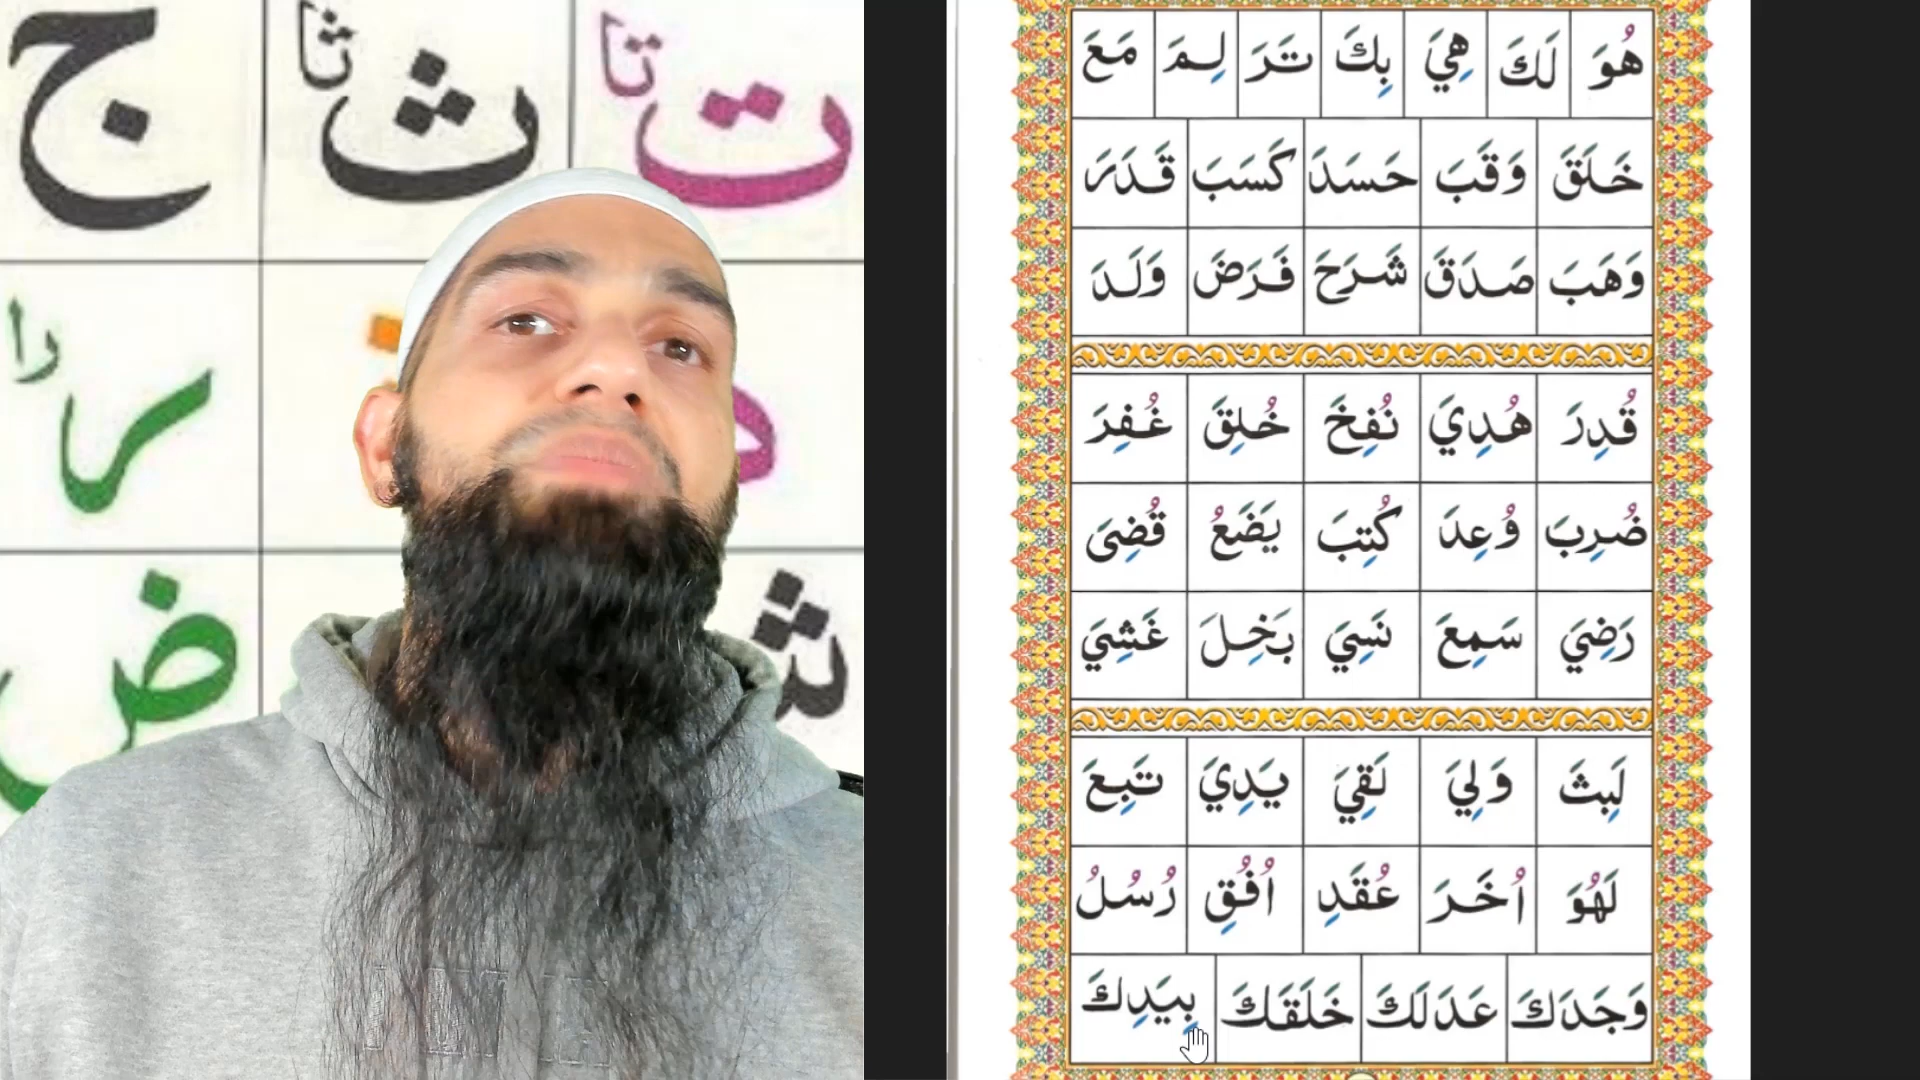 ت تا ث ثا ج
ر را
ش ض
هُوَ لَكَ هِيَ بِكَ تَرَ لِمَ مَعَ
خَلَقَ وَقَبَ حَسَدَ كَسَبَ قَدَرَ
وَهَبَ صَدَقَ شَرَحَ فَرَضَ وَلَدَ
قُدِرَ هُدِيَ نُفِخَ خُلِقَ غُفِرَ
ضُرِبَ وُعِدَ كُتِبَ يَضَعُ قُضِىَ
رَضِيَ سَمِعَ نَسِيَ بَخِلَ غَشِيَ
لَبِثَ وَلِيَ لَقِيَ يَدِيَ تَبِعَ
لَهُوَ اُخَرَ عُقَدِ اُفُقِ رُسُلُ
وَجَدَكَ عَدَلَكَ خَلَقَكَ بِيَدِكَ